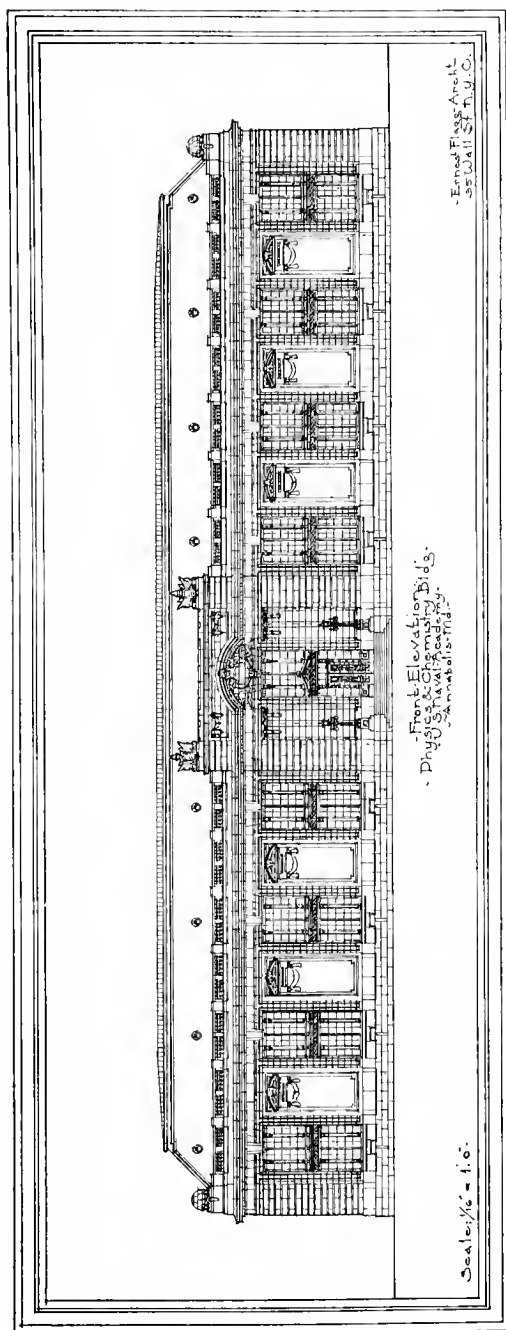 -Front·Elevation-
-Physics·&·Chemistry·Bldg-
U·S·Naval·Academy-
-Annapolis·Md-
Scale: 1/16" = 1'.0"
-Ernest Flagg·Archt
35 Wall St N.Y.C.